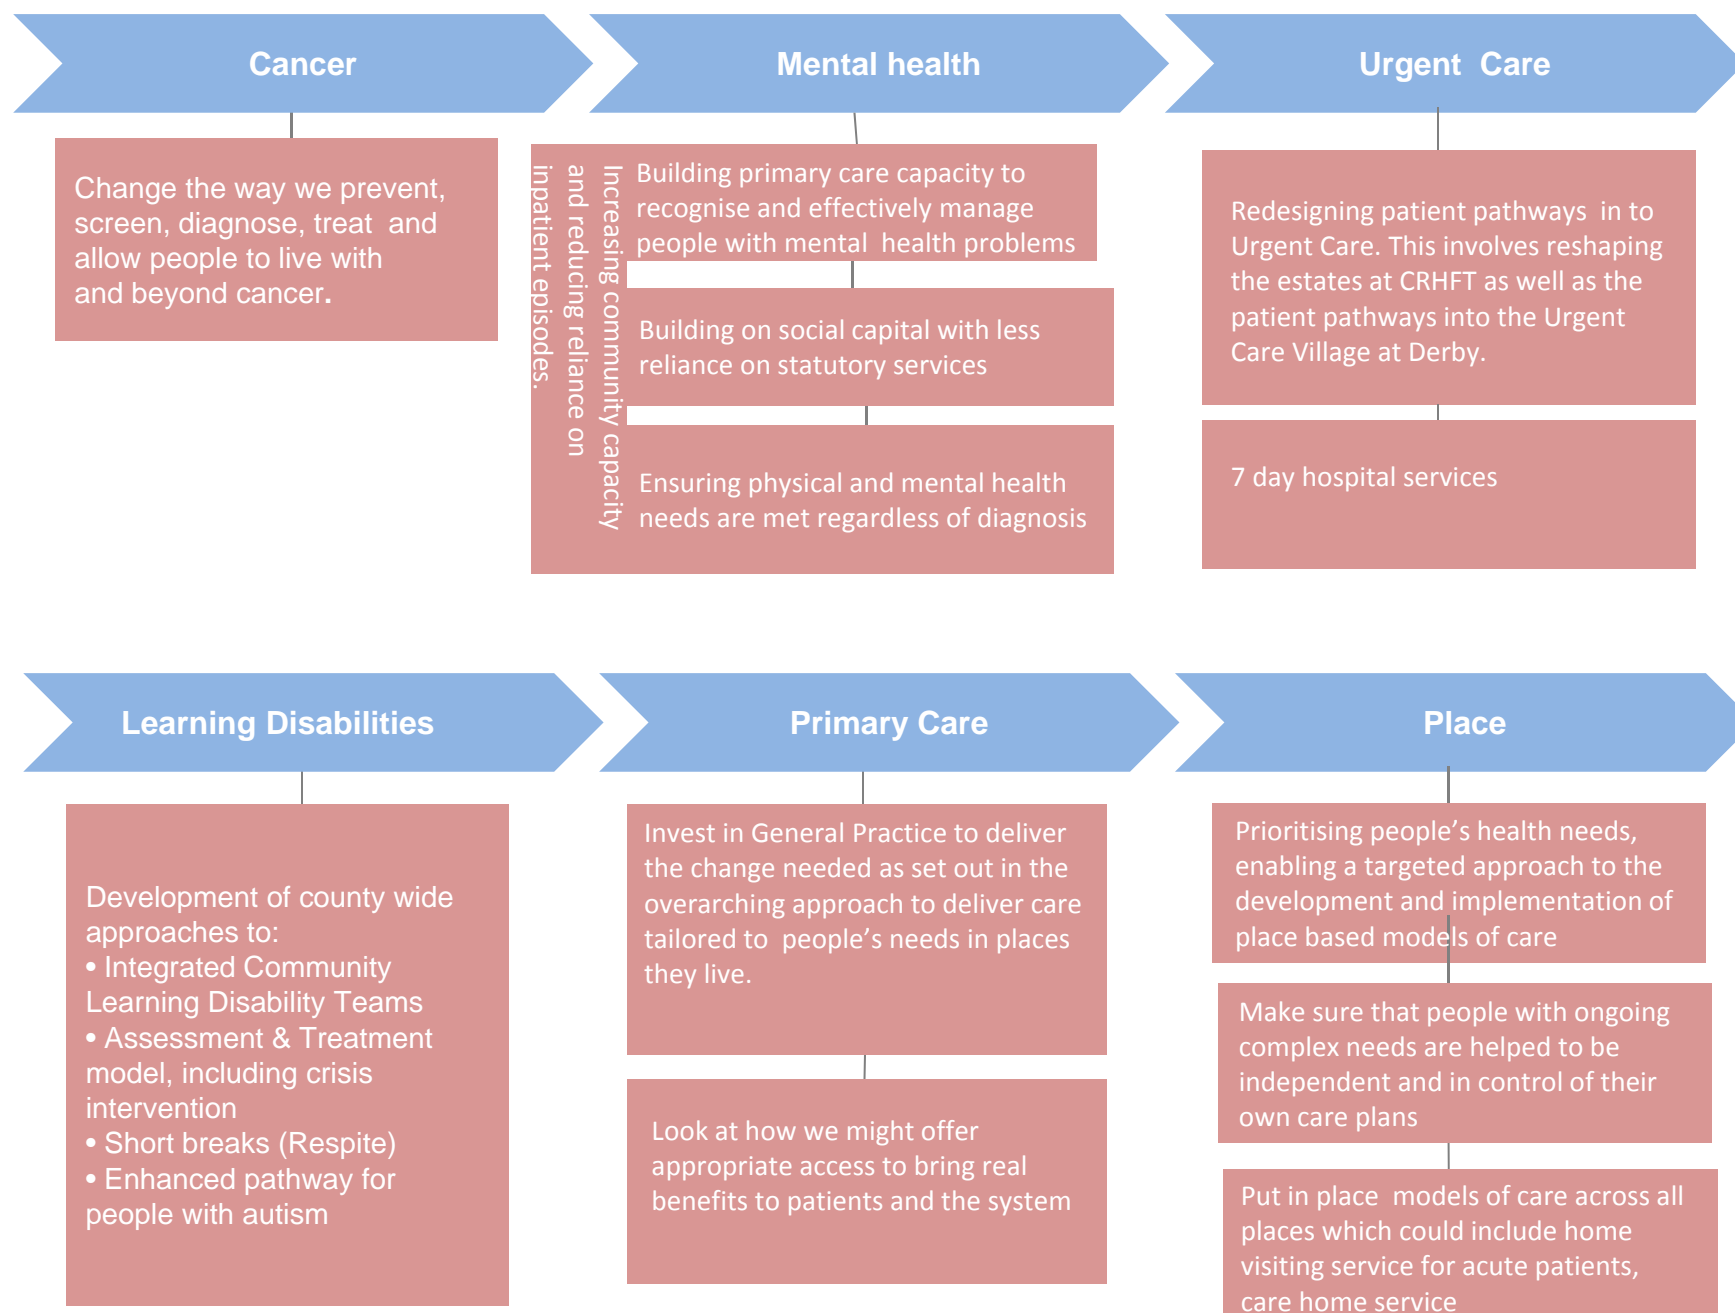 Cancer
Change the way we prevent,
screen, diagnose, treat  and
allow people to live with
and beyond cancer.
Mental health
Increasing community capacity
and reducing reliance on
inpatient episodes.
Building primary care capacity to
recognise and effectively manage
people with mental  health problems
Building on social capital with less
reliance on statutory services
Ensuring physical and mental health
needs are met regardless of diagnosis
Urgent  Care
Redesigning patient pathways  in to
Urgent Care. This involves reshaping
the estates at CRHFT as well as the
patient pathways into the Urgent
Care Village at Derby.
7 day hospital services
Learning Disabilities
Development of county wide
approaches to:
• Integrated Community
Learning Disability Teams
• Assessment & Treatment
model, including crisis
intervention
• Short breaks (Respite)
• Enhanced pathway for
people with autism
Primary Care
Invest in General Practice to deliver
the change needed as set out in the
overarching approach to deliver care
tailored to  people’s needs in places
they live.
Look at how we might offer
appropriate access to bring real
benefits to patients and the system
Place
Prioritising people’s health needs,
enabling a targeted approach to the
development and implementation of
place based models of care
Make sure that people with ongoing
complex needs are helped to be
independent and in control of their
own care plans
Put in place  models of care across all
places which could include home
visiting service for acute patients,
care home service